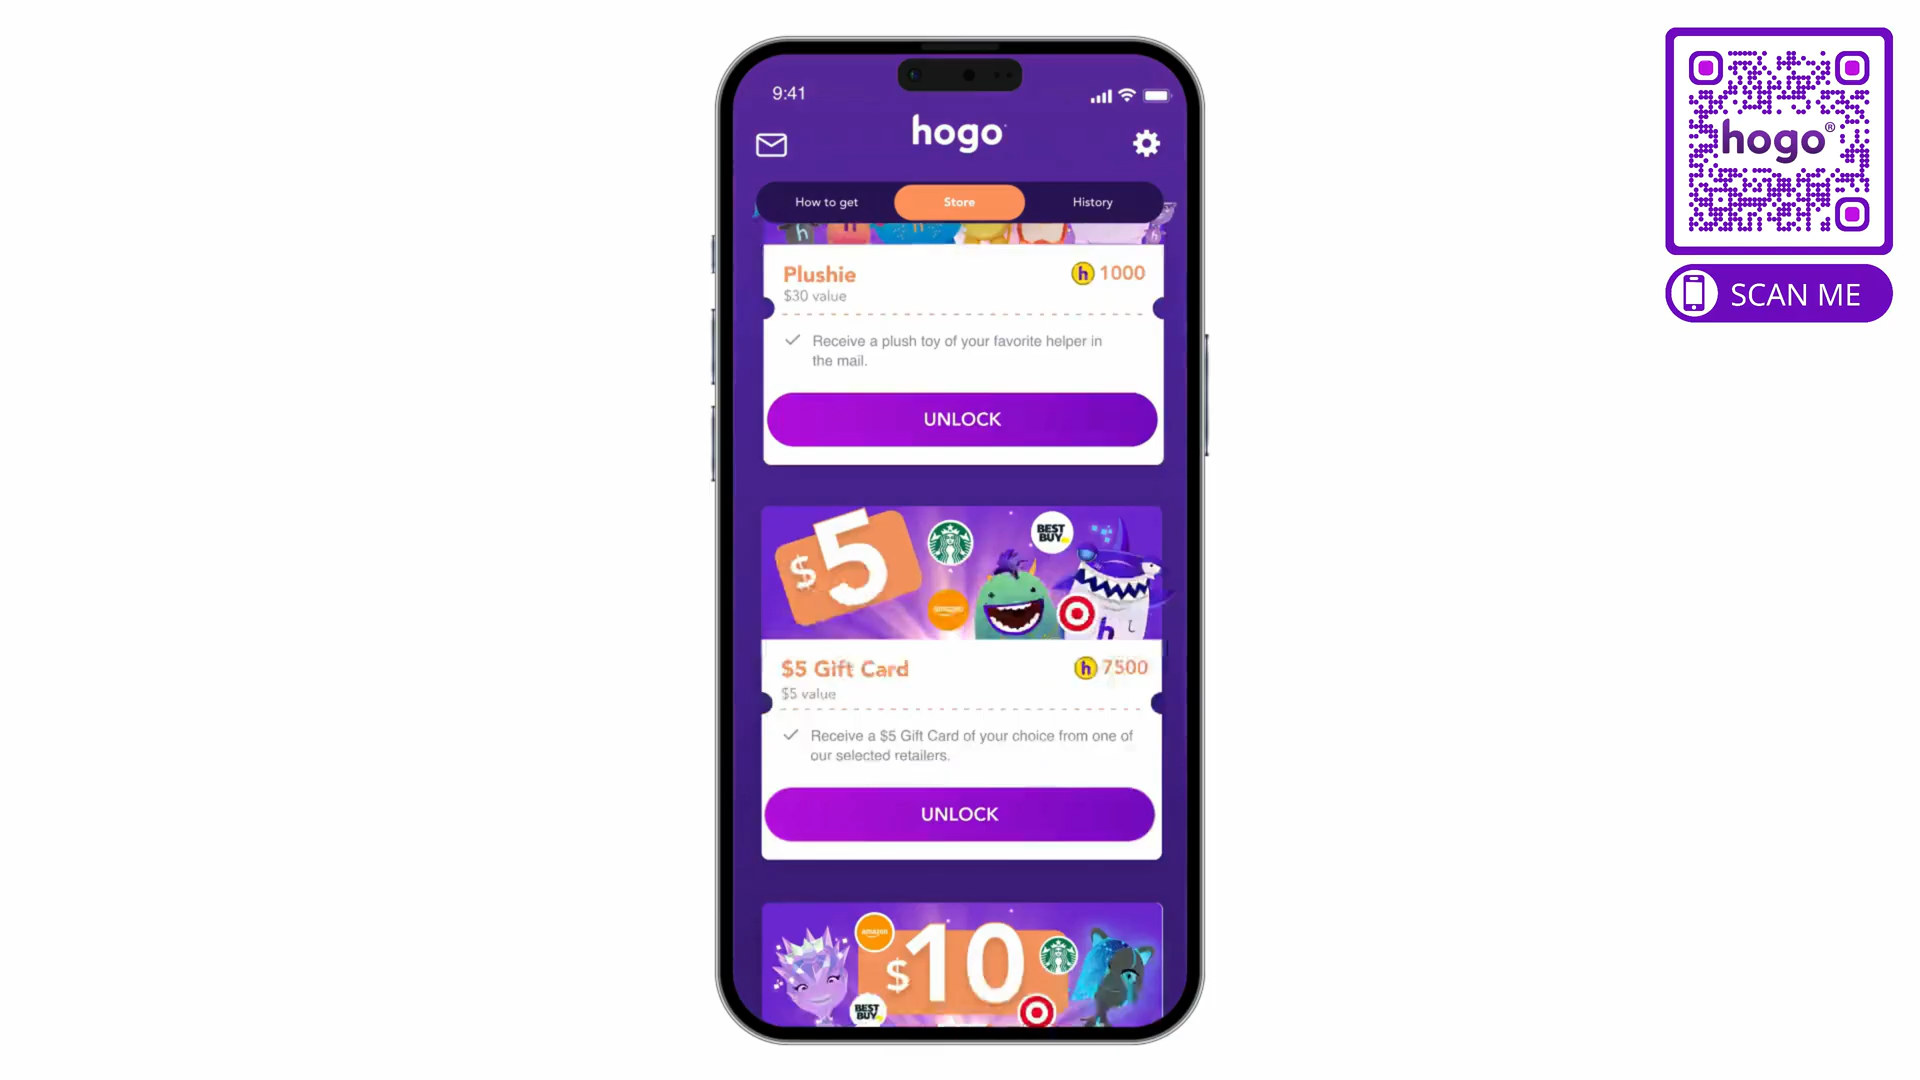 9:41
hogo
How to get
Store
History
Plushie
h 1000
$30 value
Receive a plush toy of your favorite helper in
the mail.
UNLOCK
$5
BEST
BUY
amazon
h
$5 Gift Card
h 7500
$5 value
Receive a $5 Gift Card of your choice from one of
our selected retailers.
UNLOCK
amazon
$10
BEST
BUY
hogo®
SCAN ME